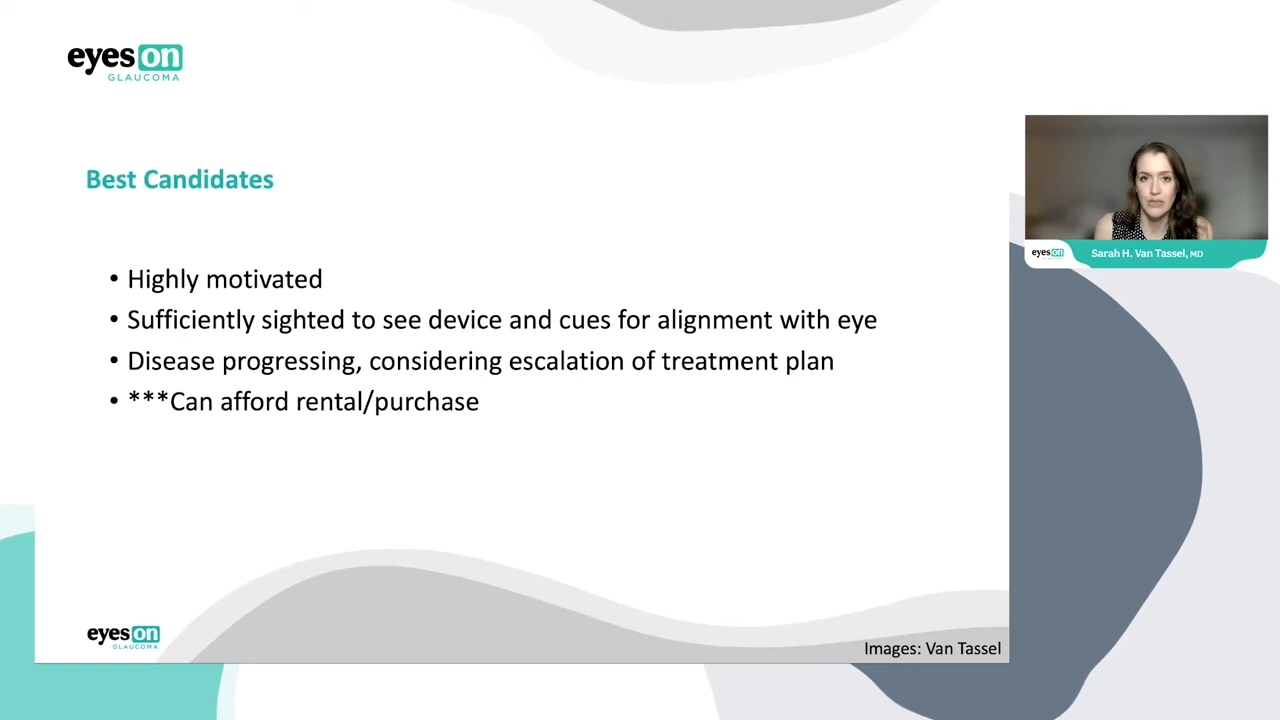 eyes on
GLAUCOMA
Best Candidates
• Highly motivated
• Sufficiently sighted to see device and cues for alignment with eye
• Disease progressing, considering escalation of treatment plan
• ***Can afford rental/purchase
eyes on
Sarah H. Van Tassel, MD
eyes on
GLAUCOMA
Images: Van Tassel